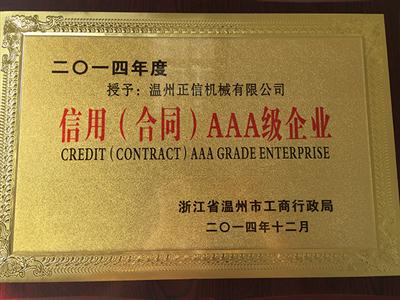 二〇一四年度
授予：温州正信机械有限公司
信用（合同）AAA级企业
CREDIT (CONTRACT) AAA GRADE ENTERPRISE
浙江省温州市工商行政局
二〇一四年十二月